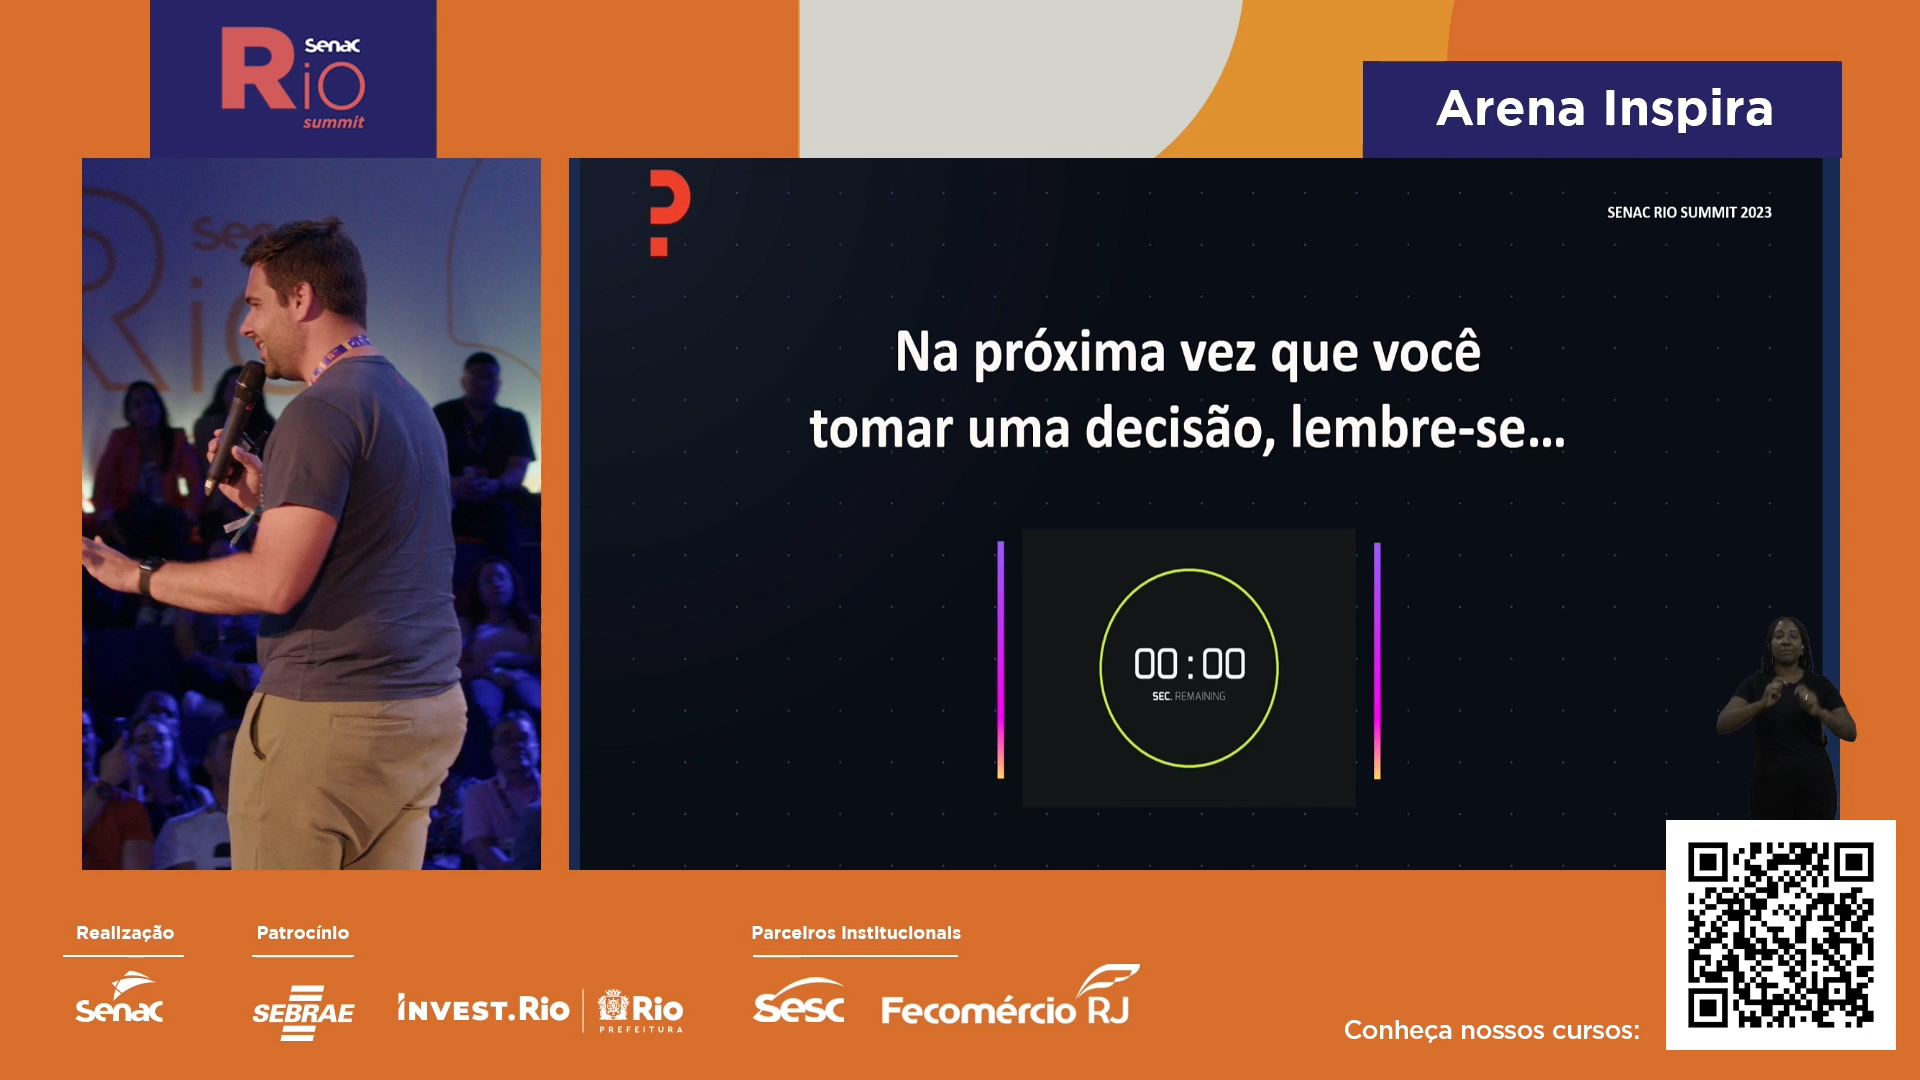 R Senac
iO
summit
Arena Inspira
SENAC RIO SUMMIT 2023
Na próxima vez que você
tomar uma decisão, lembre-se...
00:00
SEC. REMAINING
Realização
Patrocínio
Parceiros Institucionais
Senac
SEBRAE
INVEST.Rio
Rio
PREFEITURA
Sesc
Fecomércio RJ
Conheça nossos cursos: